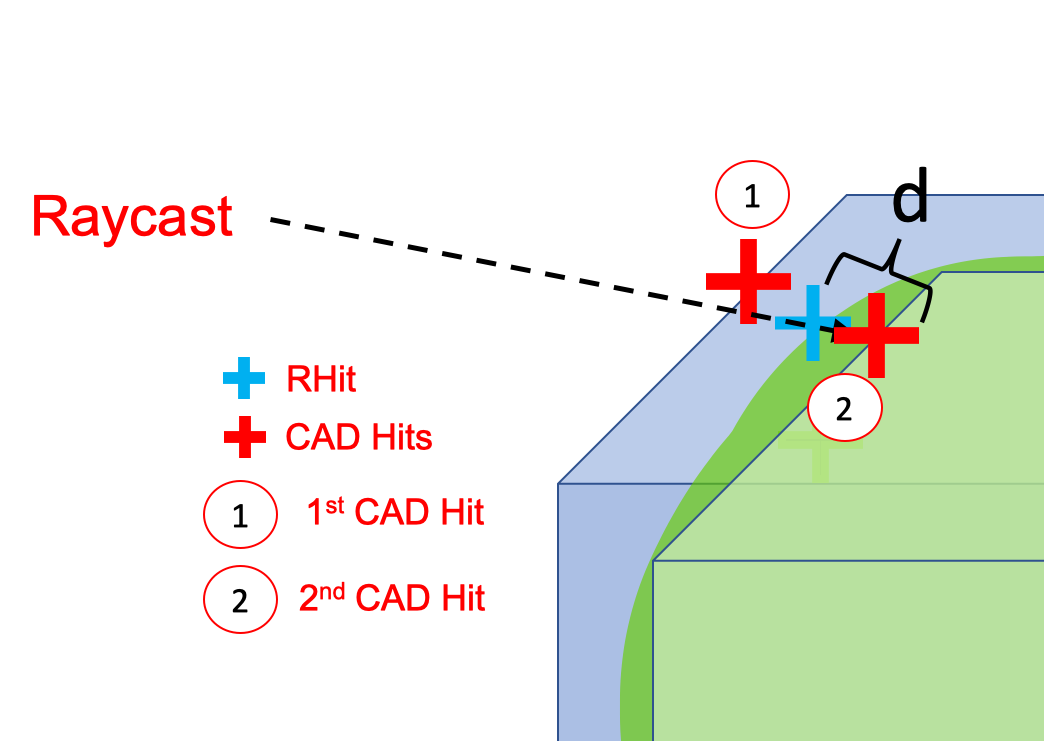 1
d
Raycast
RHit
2
CAD Hits
1 1st CAD Hit
2 2nd CAD Hit